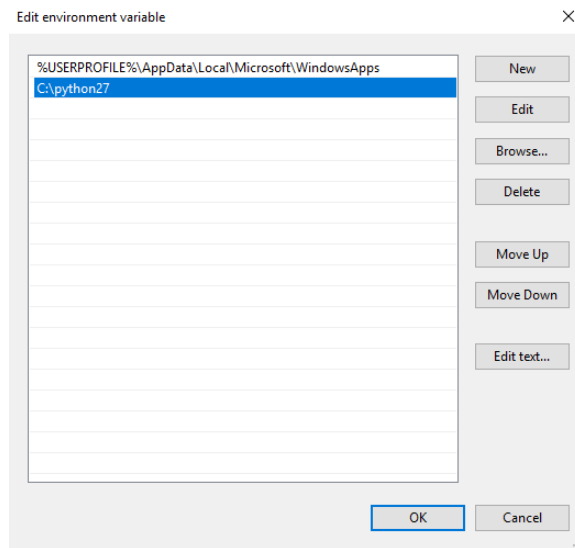 Edit environment variable
%USERPROFILE%\AppData\Local\Microsoft\WindowsApps
C:\python27
New
Edit
Browse...
Delete
Move Up
Move Down
Edit text...
OK
Cancel